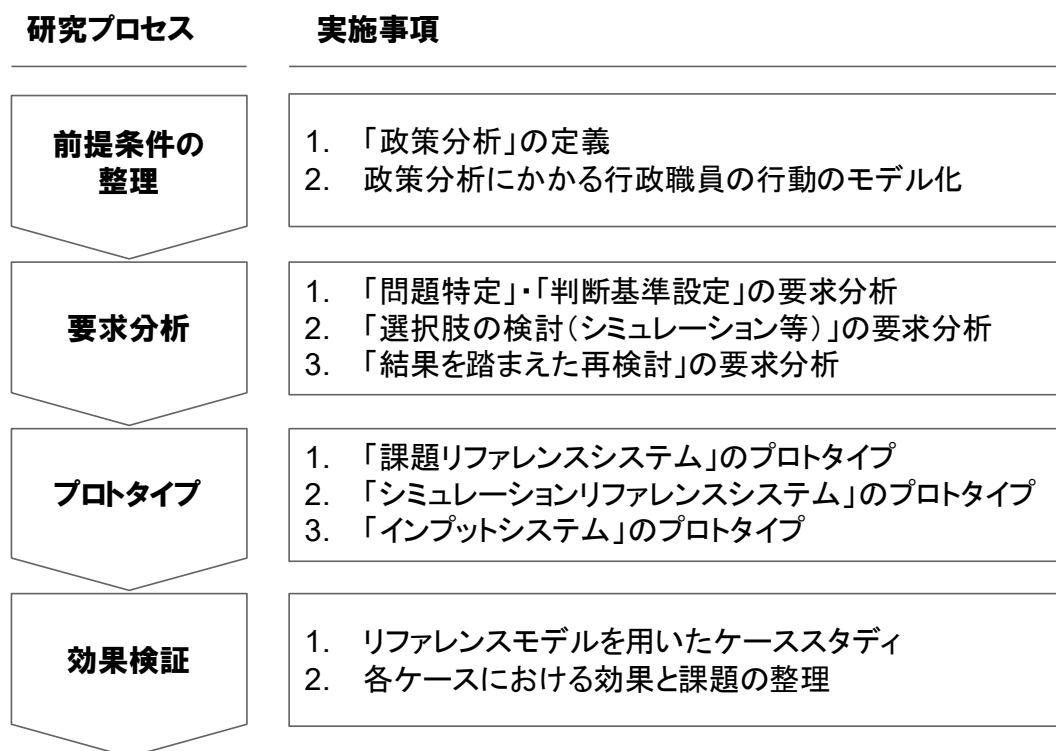 研究プロセス
実施事項
前提条件の
整理
1. 「政策分析」の定義
2. 政策分析にかかる行政職員の行動のモデル化
要求分析
1. 「問題特定」・「判断基準設定」の要求分析
2. 「選択肢の検討（シミュレーション等）」の要求分析
3. 「結果を踏まえた再検討」の要求分析
プロトタイプ
1. 「課題リファレンスシステム」のプロトタイプ
2. 「シミュレーションリファレンスシステム」のプロトタイプ
3. 「インプットシステム」のプロトタイプ
効果検証
1. リファレンスモデルを用いたケーススタディ
2. 各ケースにおける効果と課題の整理